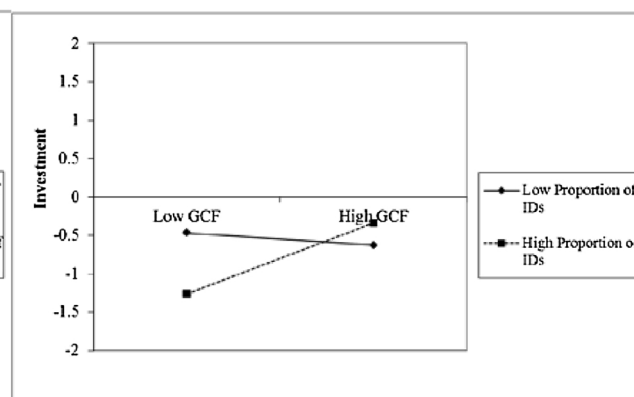 2
1.5
1
0.5
0
-0.5
-1
-1.5
-2
Investment
Low GCF
High GCF
Low Proportion of
IDs
High Proportion
IDs